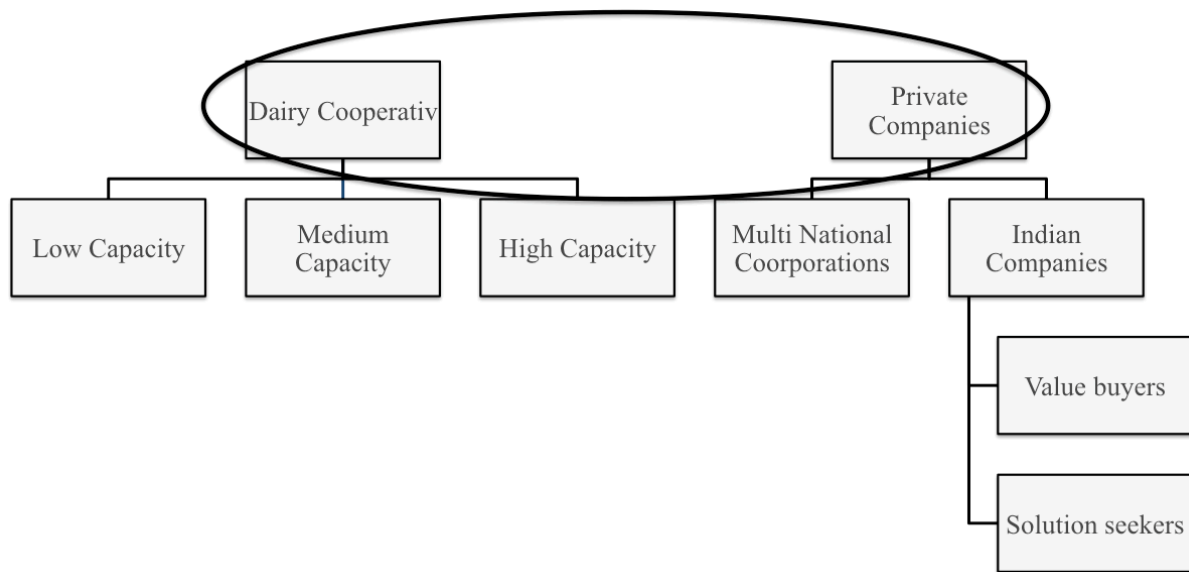 Dairy Cooperativ
Private
Companies
Low Capacity
Medium
Capacity
High Capacity
Multi National
Coorporations
Indian
Companies
Value buyers
Solution seekers